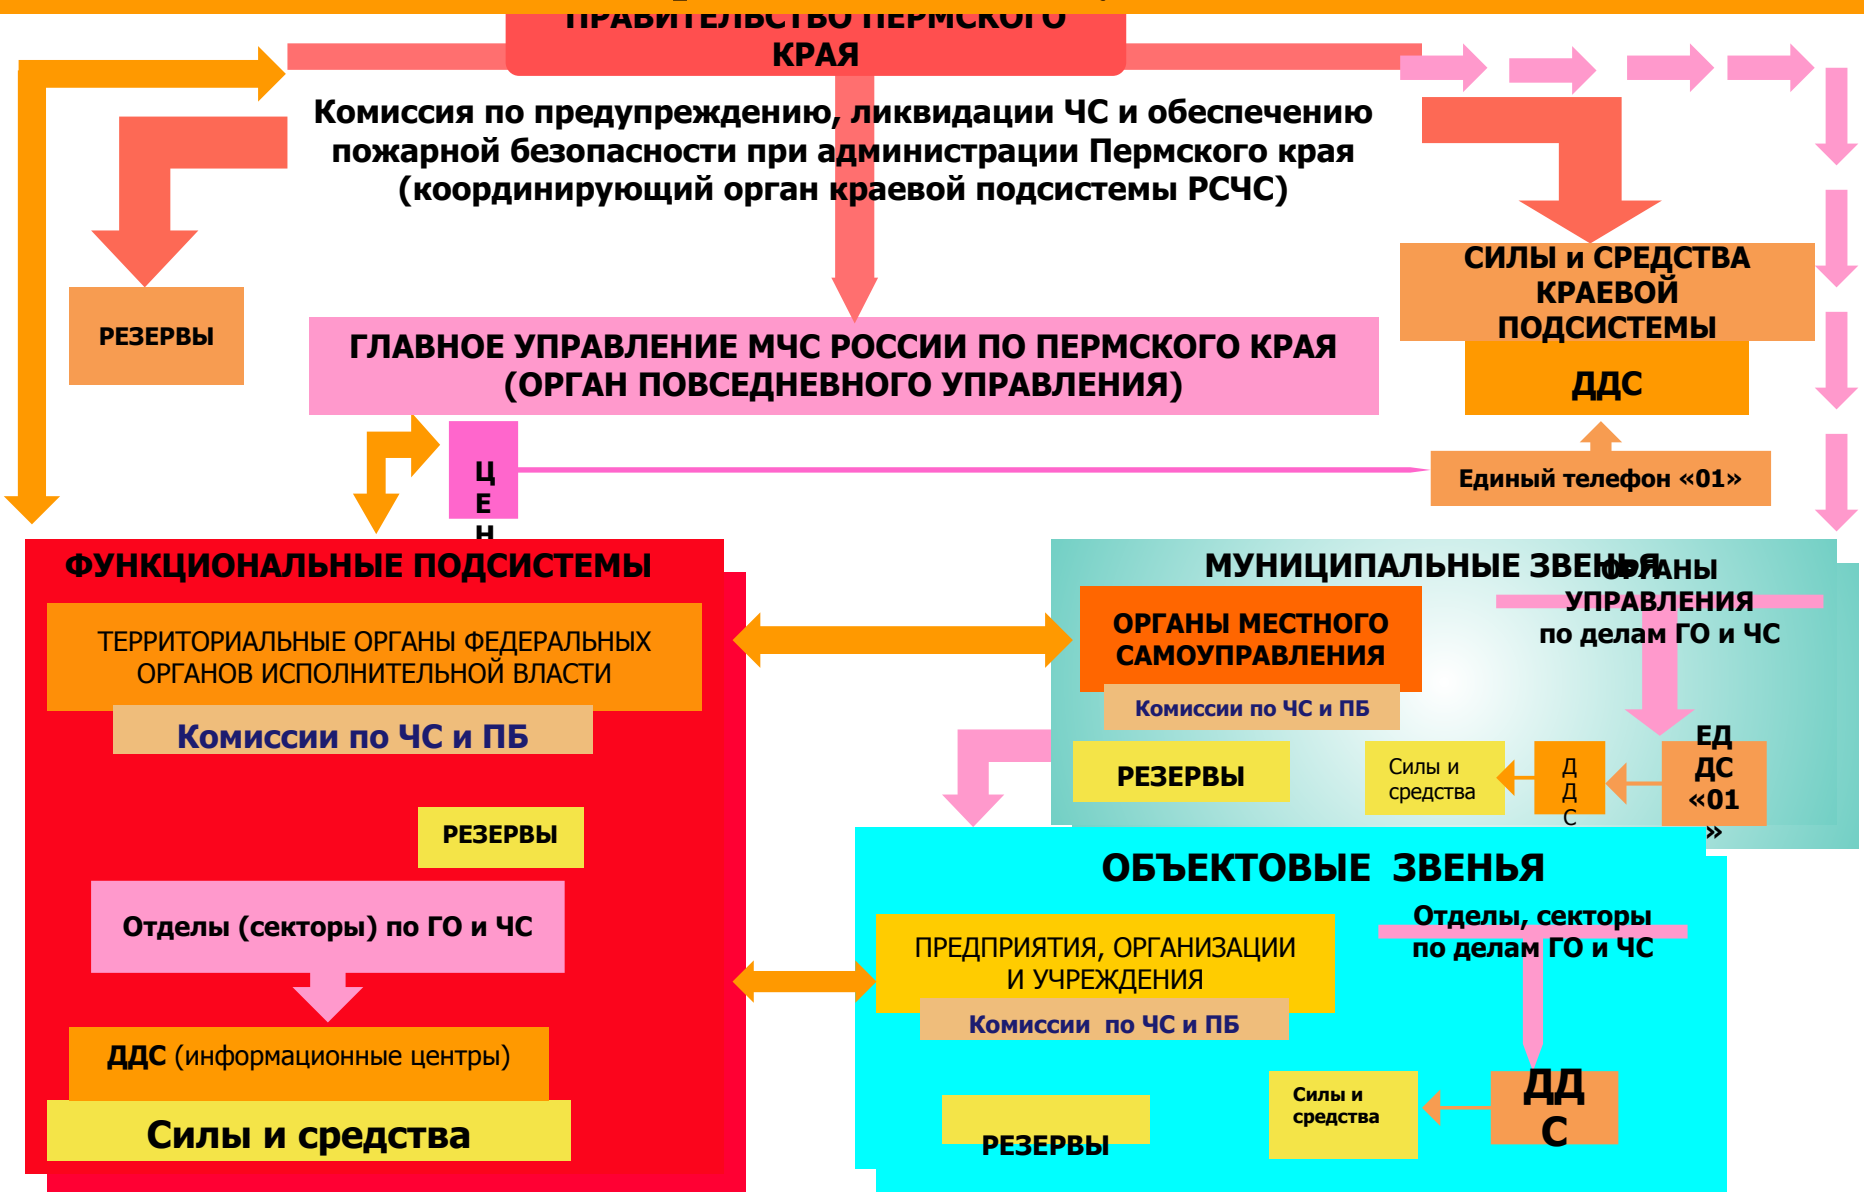 ПРАВИТЕЛЬСТВО ПЕРМСКОГО
КРАЯ
Комиссия по предупреждению, ликвидации ЧС и обеспечению
пожарной безопасности при администрации Пермского края
(координирующий орган краевой подсистемы РСЧС)
РЕЗЕРВЫ
СИЛЫ и СРЕДСТВА
КРАЕВОЙ
ПОДСИСТЕМЫ
ДДС
ГЛАВНОЕ УПРАВЛЕНИЕ МЧС РОССИИ ПО ПЕРМСКОГО КРАЯ
(ОРГАН ПОВСЕДНЕВНОГО УПРАВЛЕНИЯ)
Ц
Е
Н
Единый телефон «01»
ФУНКЦИОНАЛЬНЫЕ ПОДСИСТЕМЫ
ТЕРРИТОРИАЛЬНЫЕ ОРГАНЫ ФЕДЕРАЛЬНЫХ
ОРГАНОВ ИСПОЛНИТЕЛЬНОЙ ВЛАСТИ
Комиссии по ЧС и ПБ
РЕЗЕРВЫ
Отделы (секторы) по ГО и ЧС
ДДС (информационные центры)
Силы и средства
МУНИЦИПАЛЬНЫЕ ЗВЕНЬЯ
ОРГАНЫ
УПРАВЛЕНИЯ
по делам ГО и ЧС
ОРГАНЫ МЕСТНОГО
САМОУПРАВЛЕНИЯ
Комиссии по ЧС и ПБ
РЕЗЕРВЫ
Силы и
средства
Д
Д
С
ЕД
ДС
«01
»
ОБЪЕКТОВЫЕ ЗВЕНЬЯ
ПРЕДПРИЯТИЯ, ОРГАНИЗАЦИИ
И УЧРЕЖДЕНИЯ
Комиссии по ЧС и ПБ
Отделы, секторы
по делам ГО и ЧС
РЕЗЕРВЫ
Силы и
средства
ДД
С